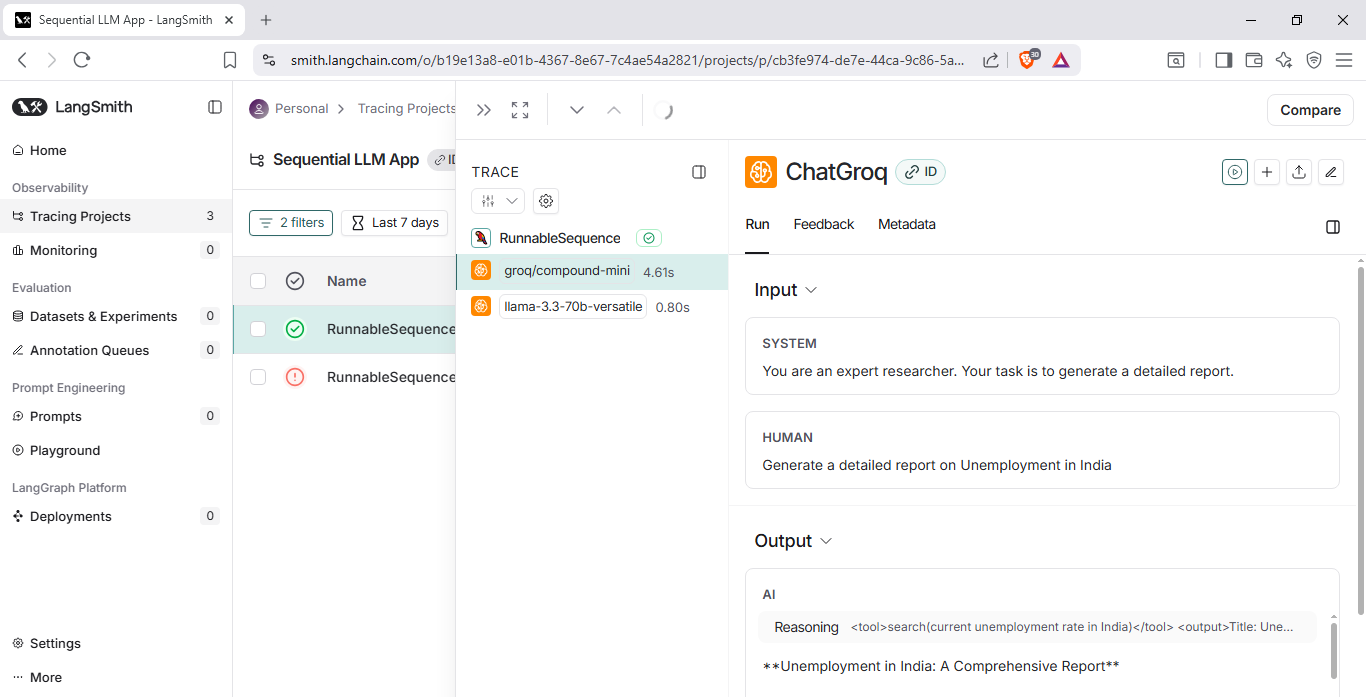 Sequential LLM App - LangSmith
smith.langchain.com/o/b19e13a8-e01b-4367-8e67-7c4ae54a2821/projects/p/cb3fe974-de7e-44ca-9c86-5a...
30
LangSmith
Home
Observability
Tracing Projects 3
Monitoring 0
Evaluation
Datasets & Experiments 0
Annotation Queues 0
Prompt Engineering
Prompts 0
Playground
LangGraph Platform
Deployments 0
Settings
More
Personal > Tracing Projects
Sequential LLM App ID
2 filters Last 7 days
Name
RunnableSequence
RunnableSequence
Compare
TRACE
RunnableSequence
groq/compound-mini 4.61s
llama-3.3-70b-versatile 0.80s
ChatGroq ID
Run Feedback Metadata
Input
SYSTEM
You are an expert researcher. Your task is to generate a detailed report.
HUMAN
Generate a detailed report on Unemployment in India
Output
AI
Reasoning <tool>search(current unemployment rate in India)</tool> <output>Title: Une...
**Unemployment in India: A Comprehensive Report**